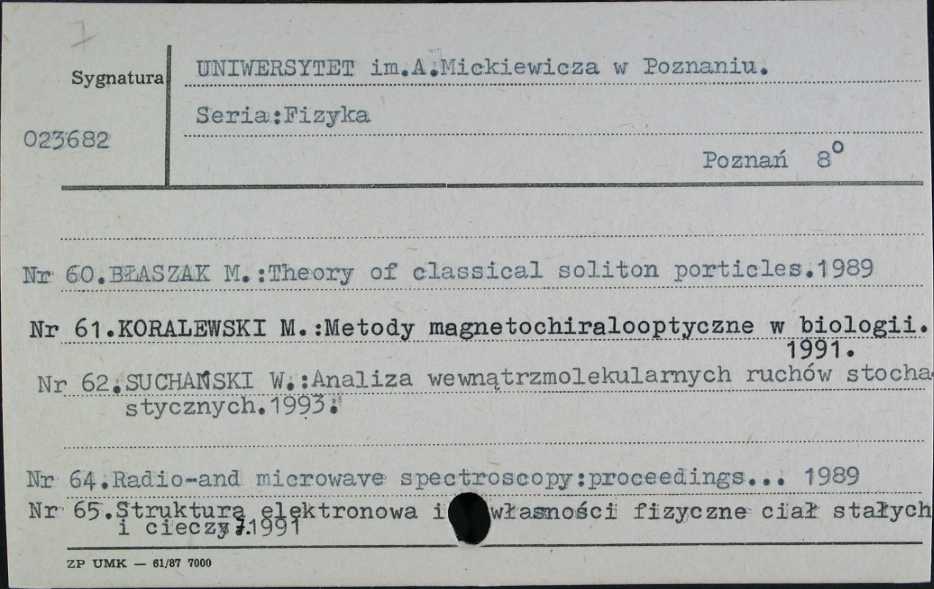 7
Sygnatura
UNIWERSYTET im.A.Mickiewicza w Poznaniu.
Seria:Fizyka
023682
Poznań 8°
Nr 60.BŁASZAK M.:Theory of classical soliton porticles.1989
Nr 61.KORALEWSKI M.:Metody magnetochiralooptyczne w biologii.
1991.
Nr 62.SUCHAŃSKI W.:Analiza wewnątrzmolekularnych ruchów stocha
stycznych.1993.
Nr 64.Radio-and microwave spectroscopy:proceedings... 1989
Nr 65.Struktura elektronowa i własności fizyczne ciał stałych
i cieczy.1991
ZP UMK — 61/87 7000